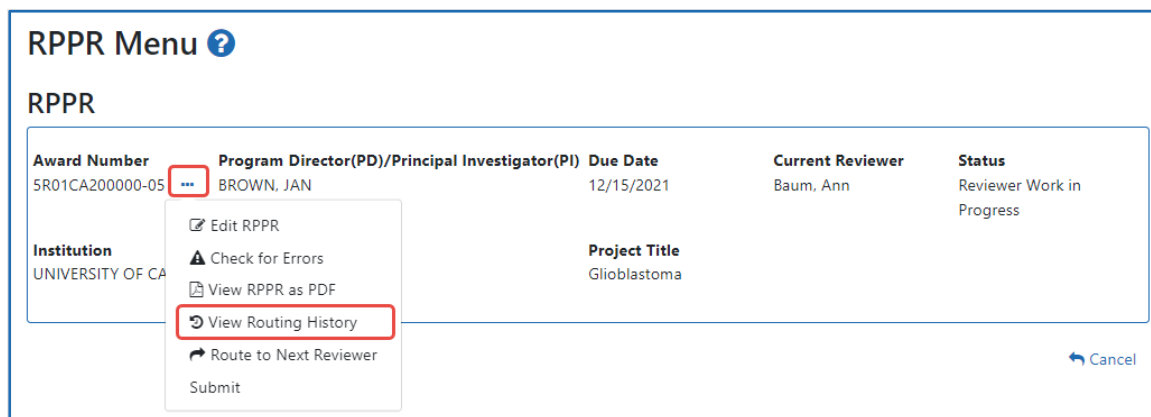 RPPR Menu ?
RPPR
Award Number Program Director(PD)/Principal Investigator(PI) Due Date Current Reviewer Status
5R01CA200000-05 ... BROWN, JAN 12/15/2021 Baum, Ann Reviewer Work in
Progress
Edit RPPR
Institution Project Title
UNIVERSITY OF CA Glioblastoma
Check for Errors
View RPPR as PDF
View Routing History
Route to Next Reviewer
Cancel
Submit